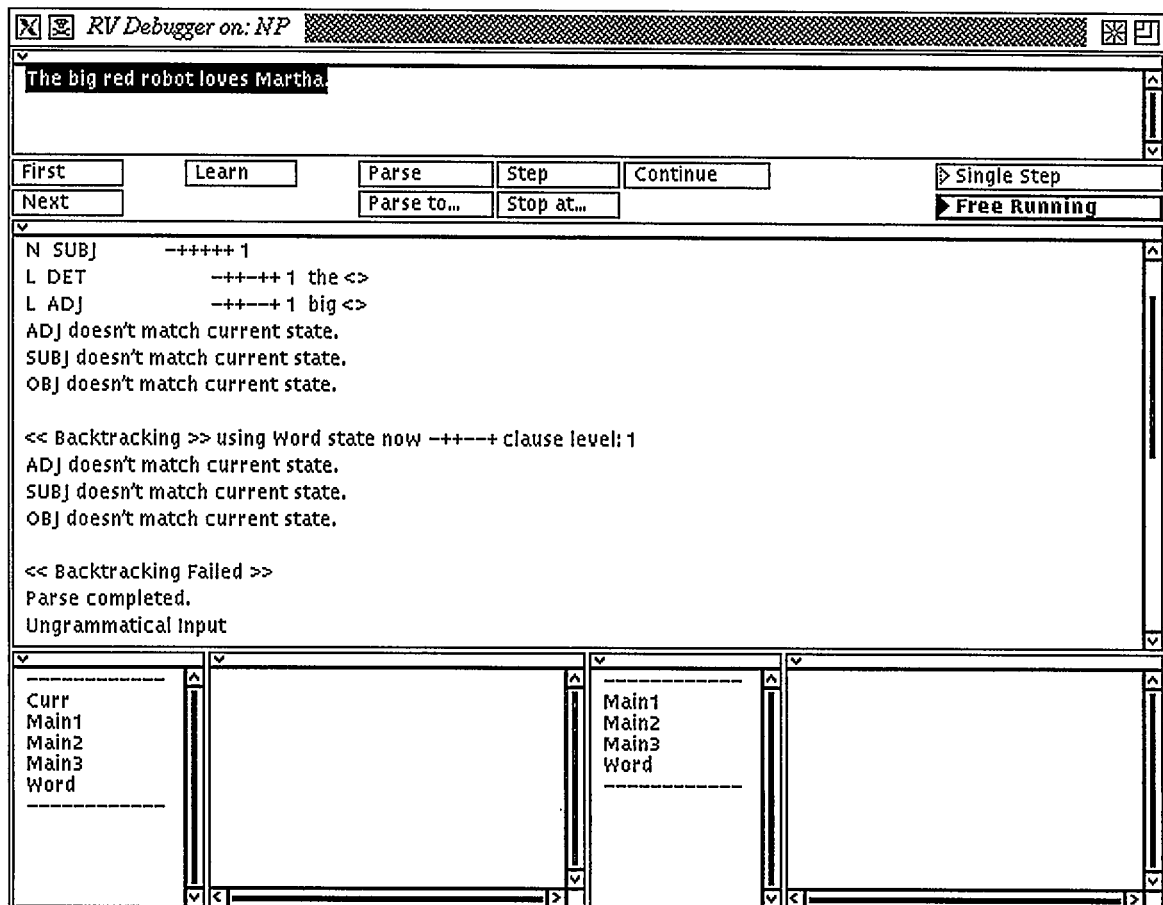 RV Debugger on: NP
The big red robot loves Martha.
First Learn Parse Step Continue Single Step
Next Parse to... Stop at... Free Running
N SUBJ -+++++ 1
L DET -++-++ 1 the <>
L ADJ -++--+ 1 big <>
ADJ doesn't match current state.
SUBJ doesn't match current state.
OBJ doesn't match current state.
<< Backtracking >> using Word state now -++--+ clause level: 1
ADJ doesn't match current state.
SUBJ doesn't match current state.
OBJ doesn't match current state.
<< Backtracking Failed >>
Parse completed.
Ungrammatical Input
-------------
Curr
Main1
Main2
Main3
Word
-------------
-------------
Main1
Main2
Main3
Word
-------------